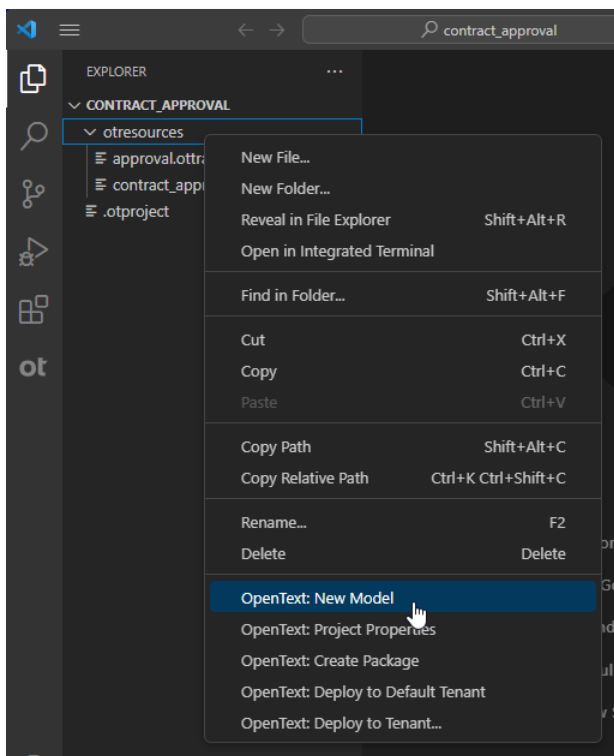 contract_approval
EXPLORER
CONTRACT_APPROVAL
otresources
approval.ottra
contract_appr
.otproject
ot
New File...
New Folder...
Reveal in File Explorer Shift+Alt+R
Open in Integrated Terminal
Find in Folder... Shift+Alt+F
Cut Ctrl+X
Copy Ctrl+C
Paste Ctrl+V
Copy Path Shift+Alt+C
Copy Relative Path Ctrl+K Ctrl+Shift+C
Rename... F2
Delete Delete
OpenText: New Model
OpenText: Project Properties
OpenText: Create Package
OpenText: Deploy to Default Tenant
OpenText: Deploy to Tenant...